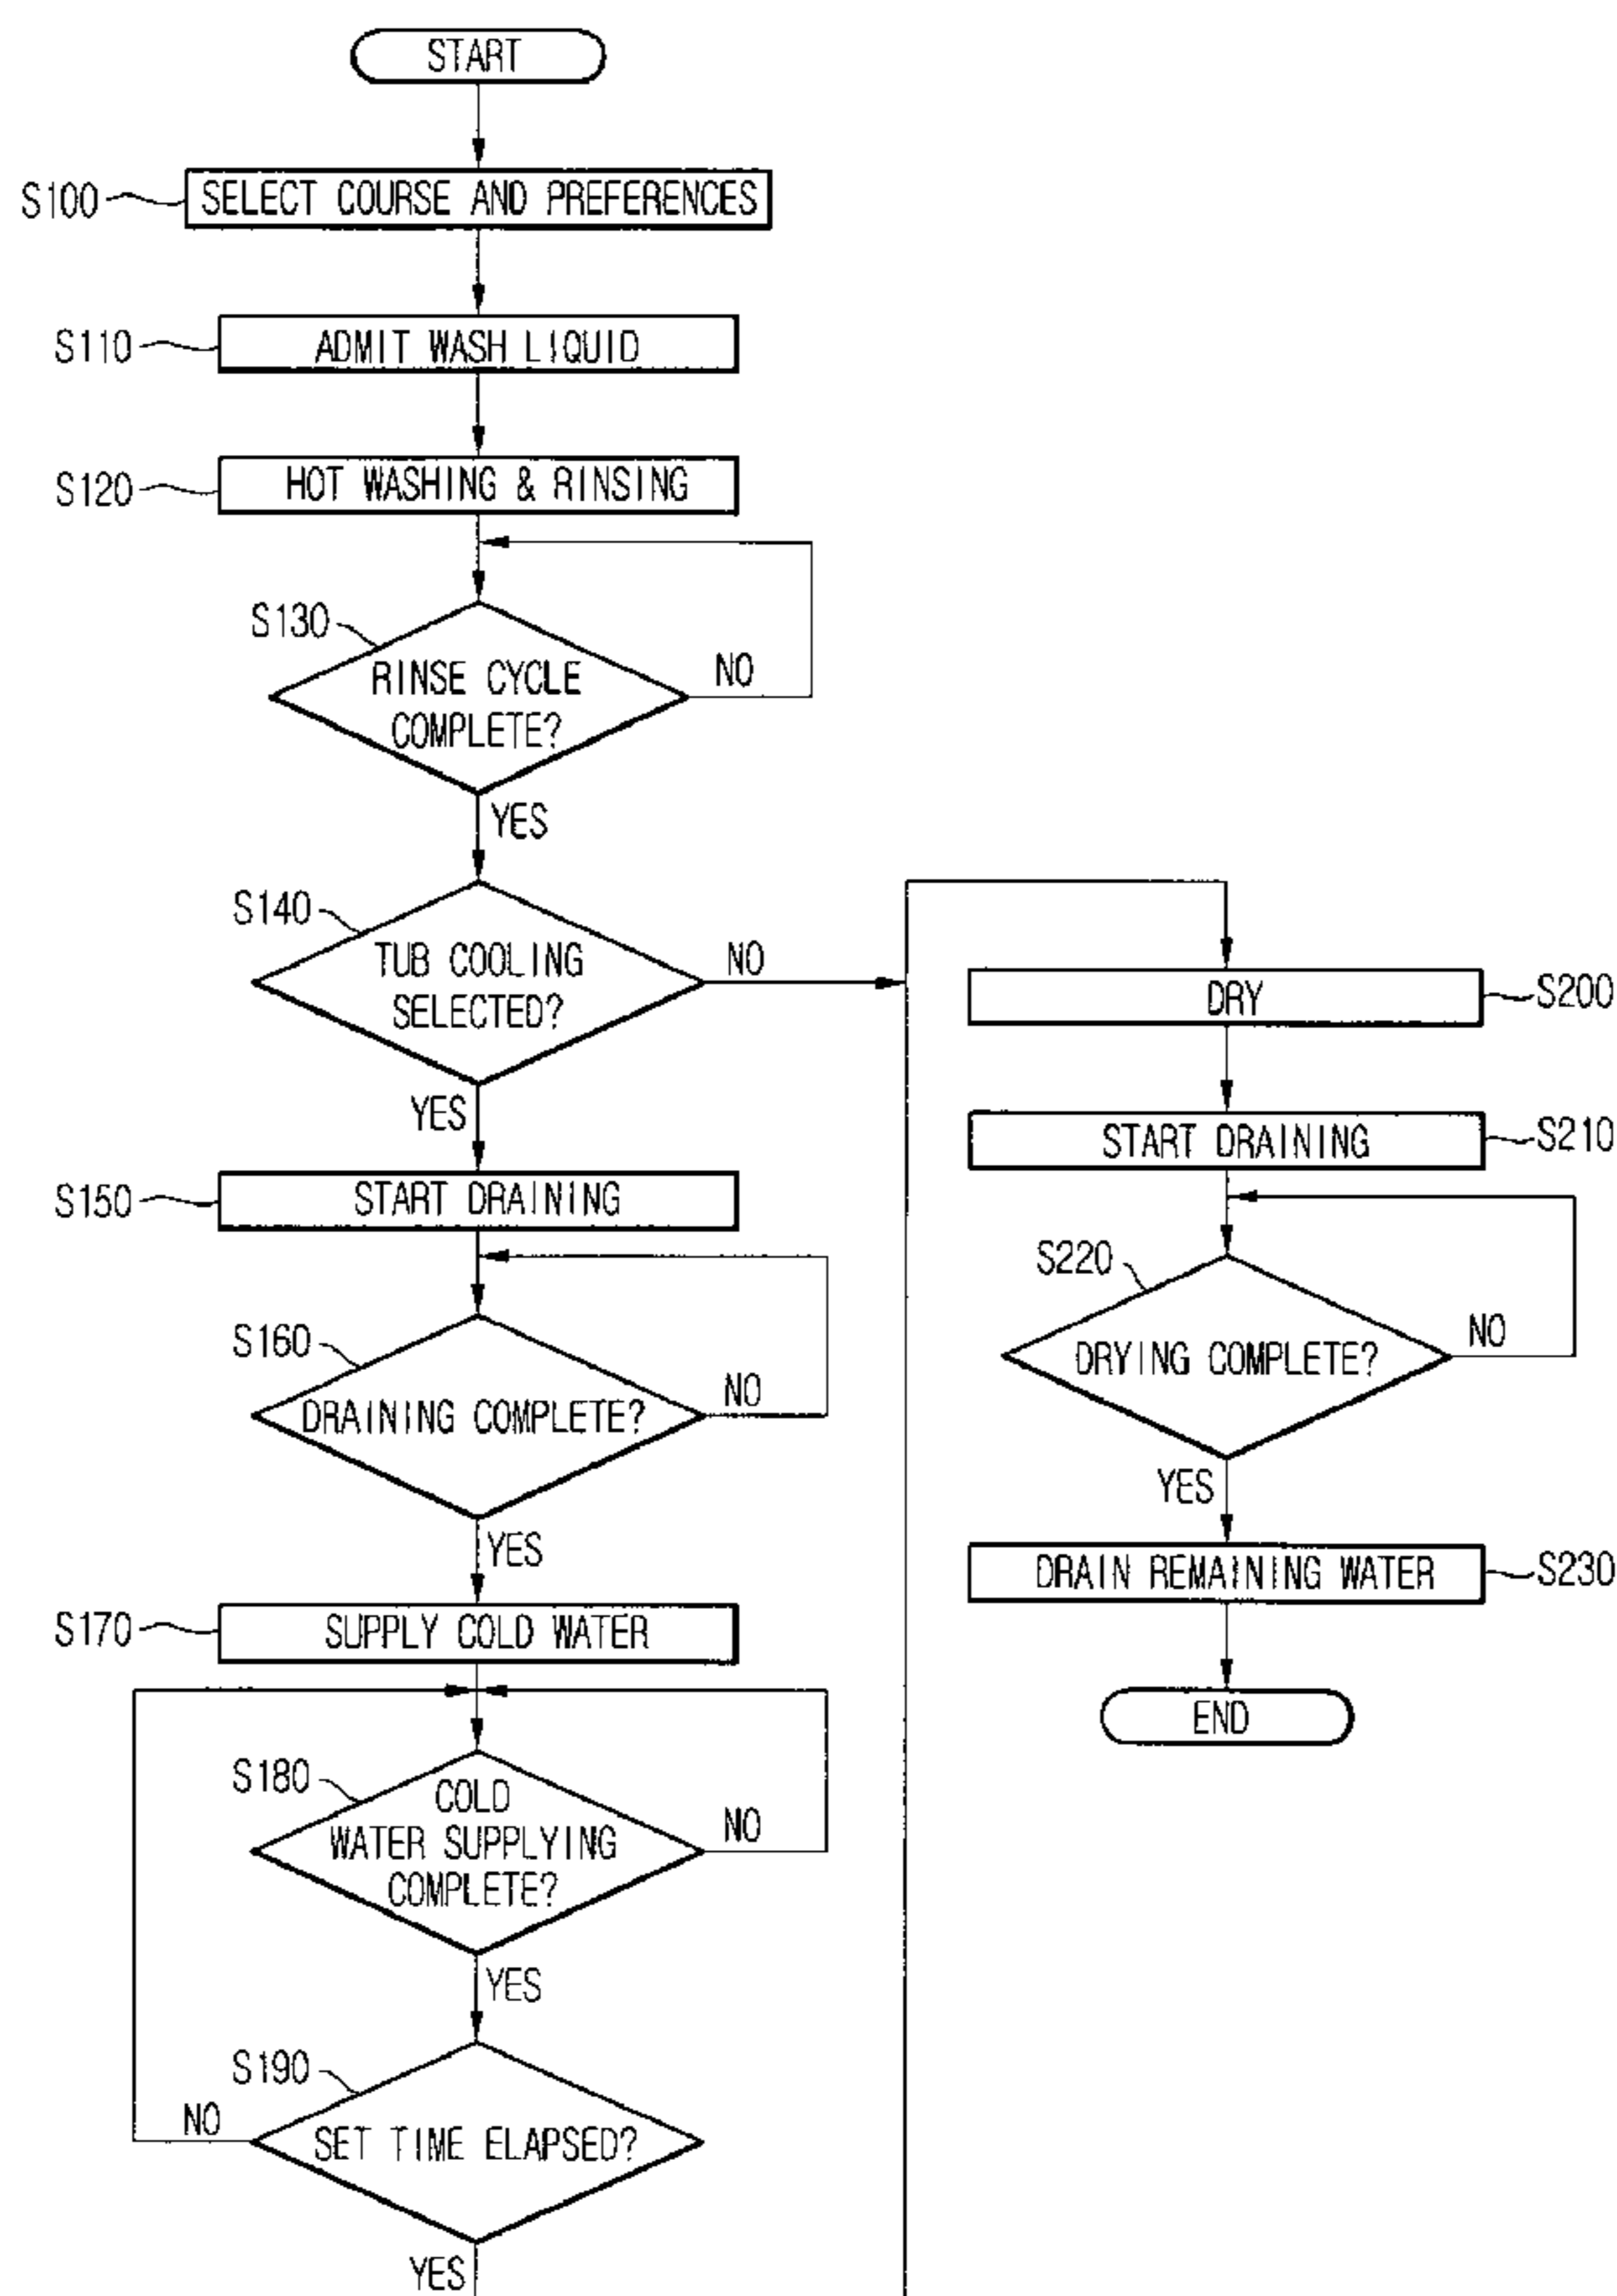 START
S100
SELECT COURSE AND PREFERENCES
S110
ADMIT WASH LIQUID
S120
HOT WASHING & RINSING
S130
RINSE CYCLE
COMPLETE?
NO
YES
S140
TUB COOLING
SELECTED?
NO
YES
S150
START DRAINING
S160
DRAINING COMPLETE?
NO
YES
S170
SUPPLY COLD WATER
S180
COLD
WATER SUPPLYING
COMPLETE?
NO
YES
S190
SET TIME ELAPSED?
NO
YES
DRY
S200
START DRAINING
S210
S220
DRYING COMPLETE?
NO
YES
DRAIN REMAINING WATER
S230
END